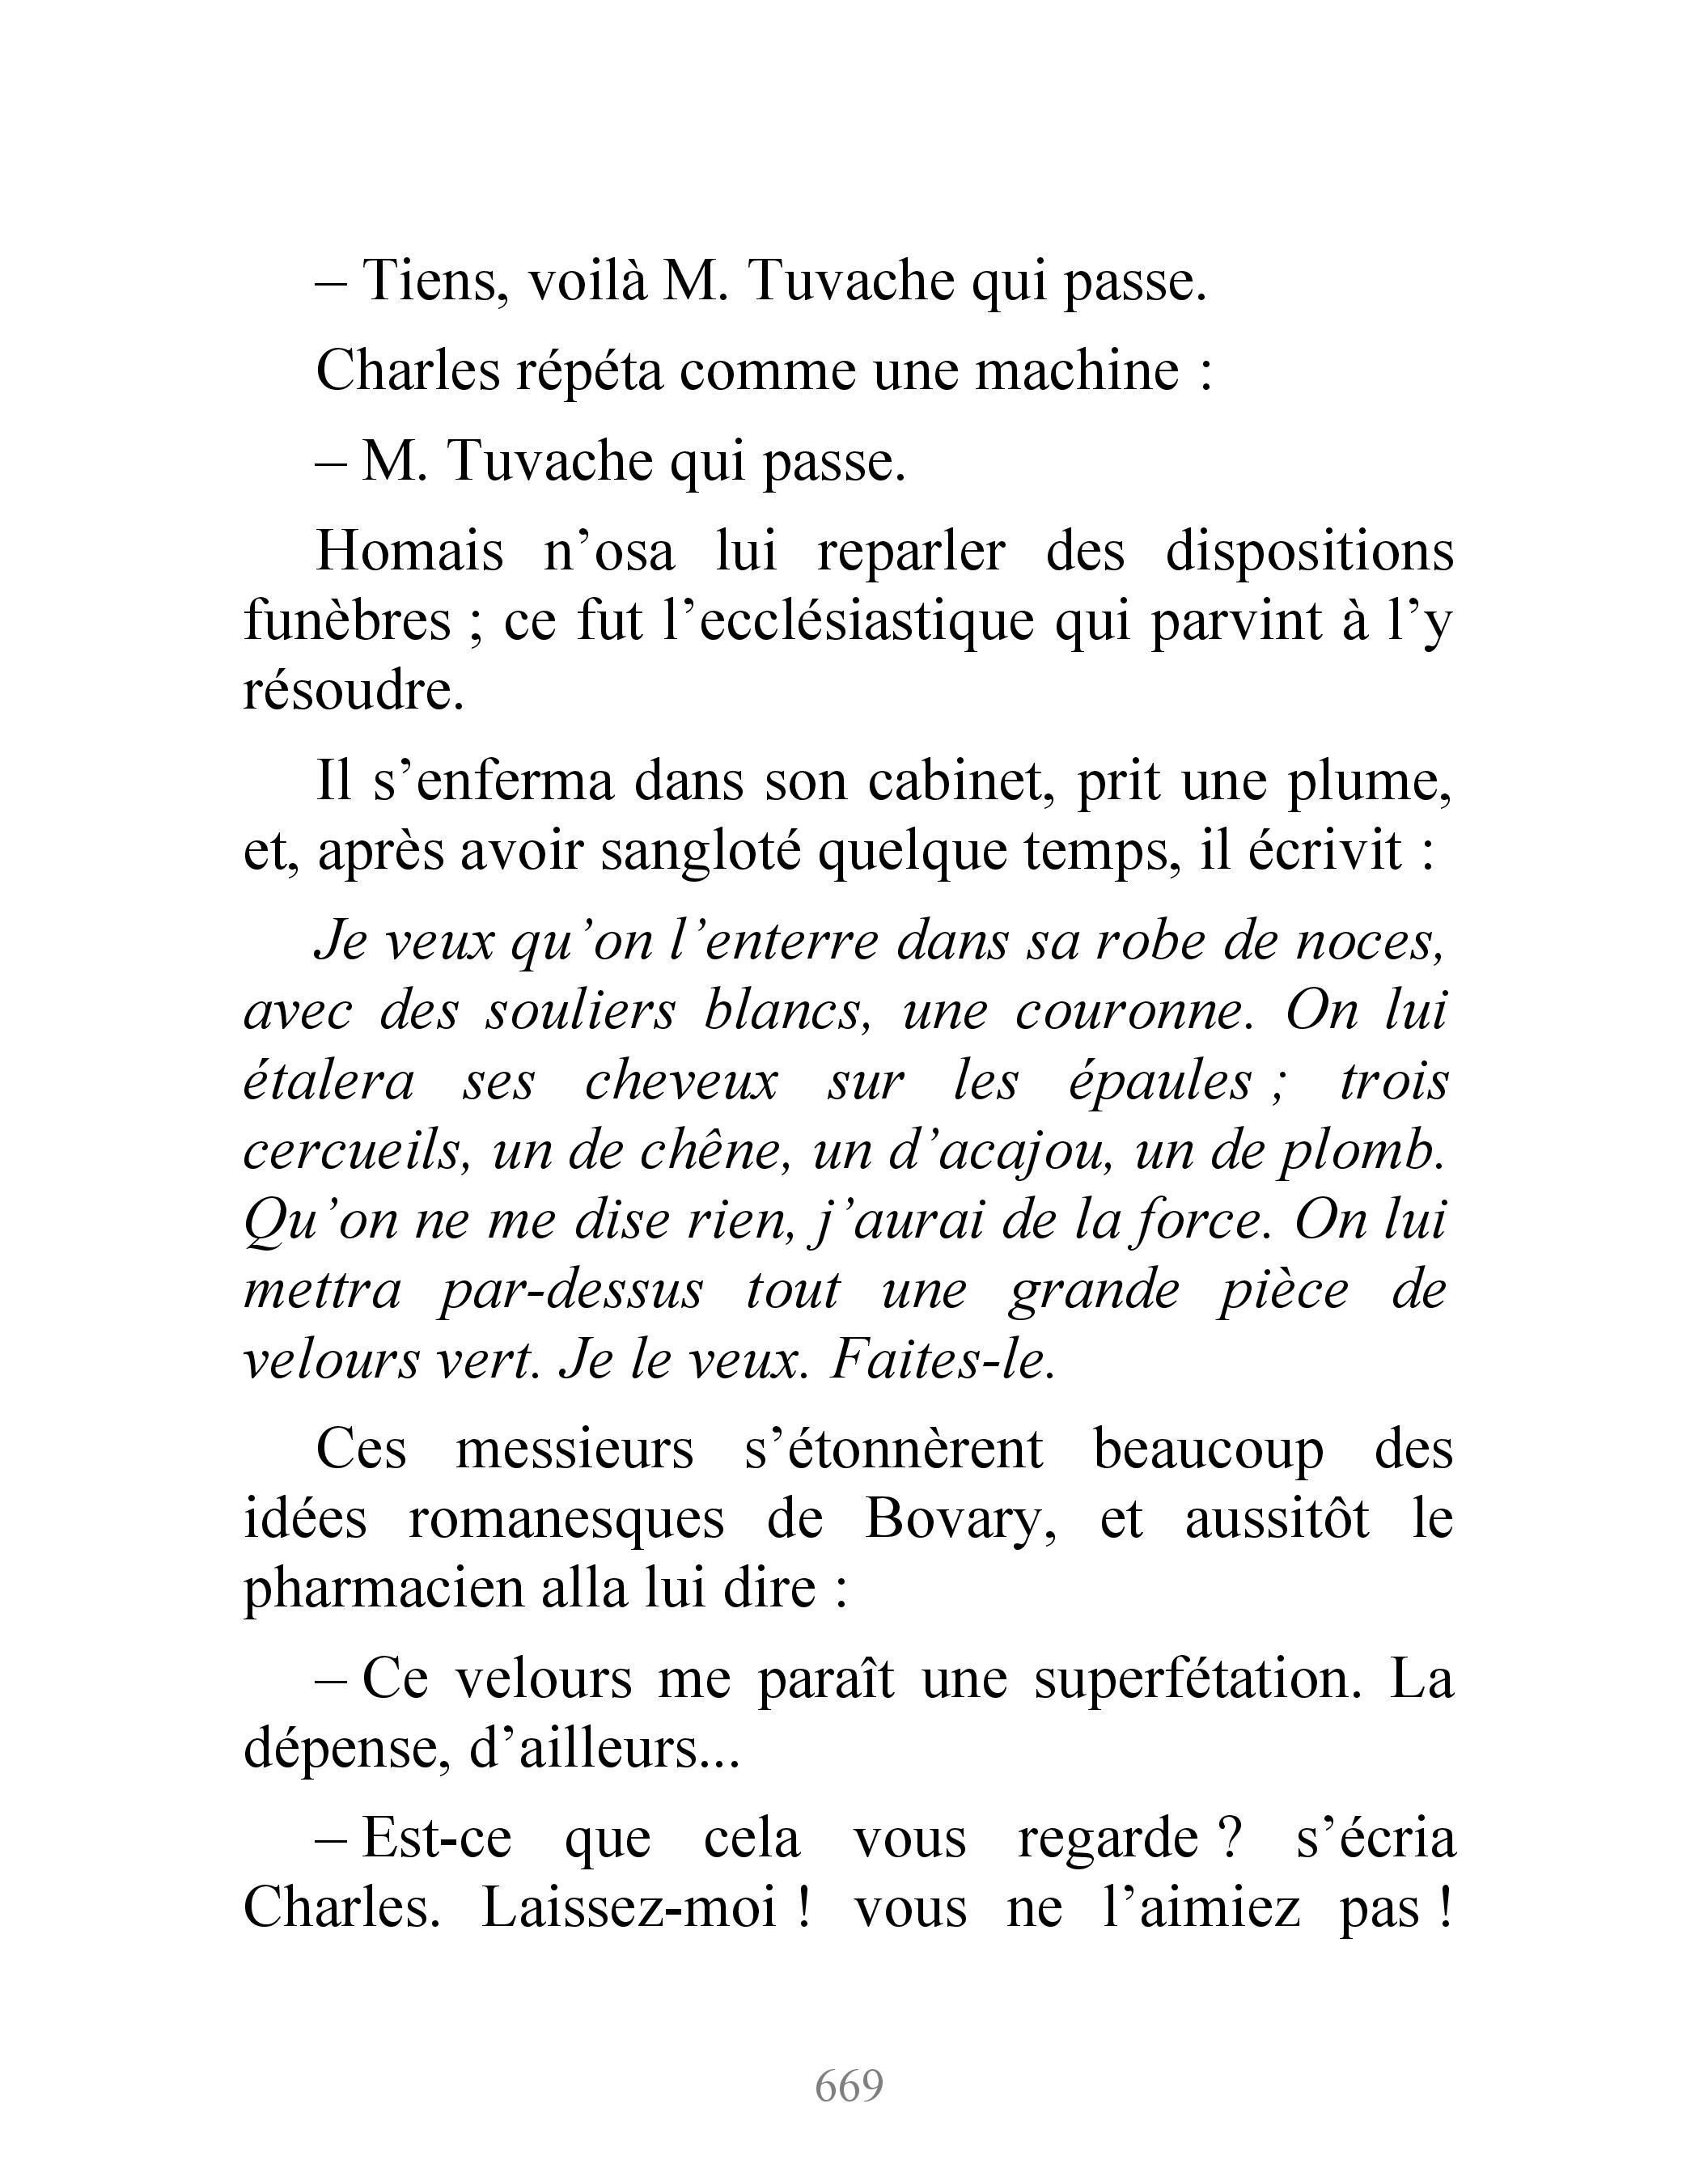 – Tiens, voilà M. Tuvache qui passe.
Charles répéta comme une machine :
– M. Tuvache qui passe.
Homais n’osa lui reparler des dispositions
funèbres ; ce fut l’ecclésiastique qui parvint à l’y
résoudre.
Il s’enferma dans son cabinet, prit une plume,
et, après avoir sangloté quelque temps, il écrivit :
Je veux qu’on l’enterre dans sa robe de noces,
avec des souliers blancs, une couronne. On lui
étalera ses cheveux sur les épaules ; trois
cercueils, un de chêne, un d’acajou, un de plomb.
Qu’on ne me dise rien, j’aurai de la force. On lui
mettra par-dessus tout une grande pièce de
velours vert. Je le veux. Faites-le.
Ces messieurs s’étonnèrent beaucoup des
idées romanesques de Bovary, et aussitôt le
pharmacien alla lui dire :
– Ce velours me paraît une superfétation. La
dépense, d’ailleurs...
– Est-ce que cela vous regarde ? s’écria
Charles. Laissez-moi ! vous ne l’aimiez pas !
669